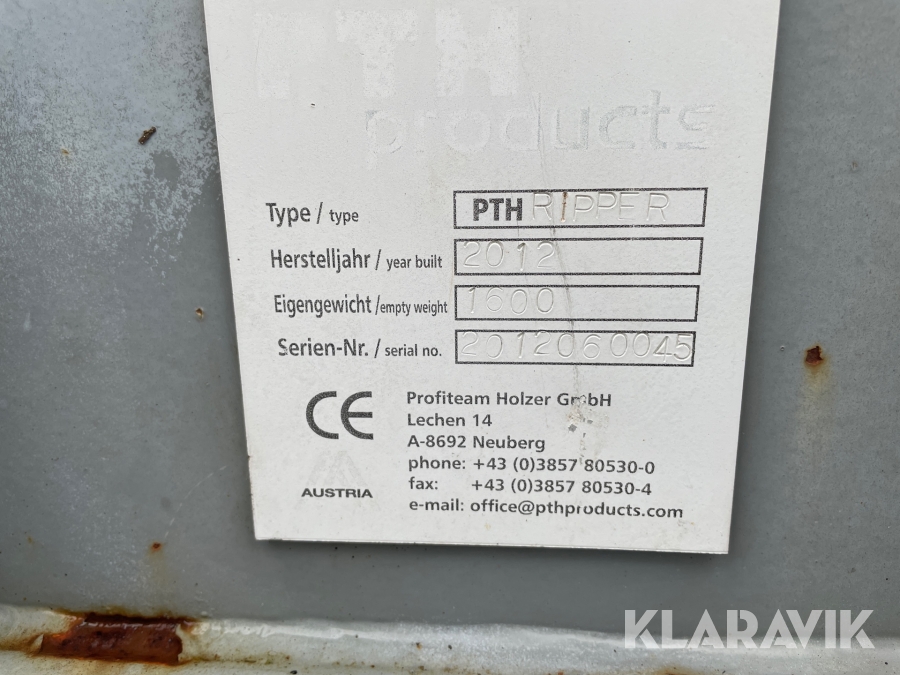 PTH
products
Type / type PTH RIPPER
Herstelljahr / year built 2012
Eigengewicht /empty weight 1600
Serien-Nr. / serial no. 2012060045
CE
AUSTRIA
Profiteam Holzer GmbH
Lechen 14
A-8692 Neuberg
phone: +43 (0)3857 80530-0
fax: +43 (0)3857 80530-4
e-mail: office@pthproducts.com
KLARAVIK